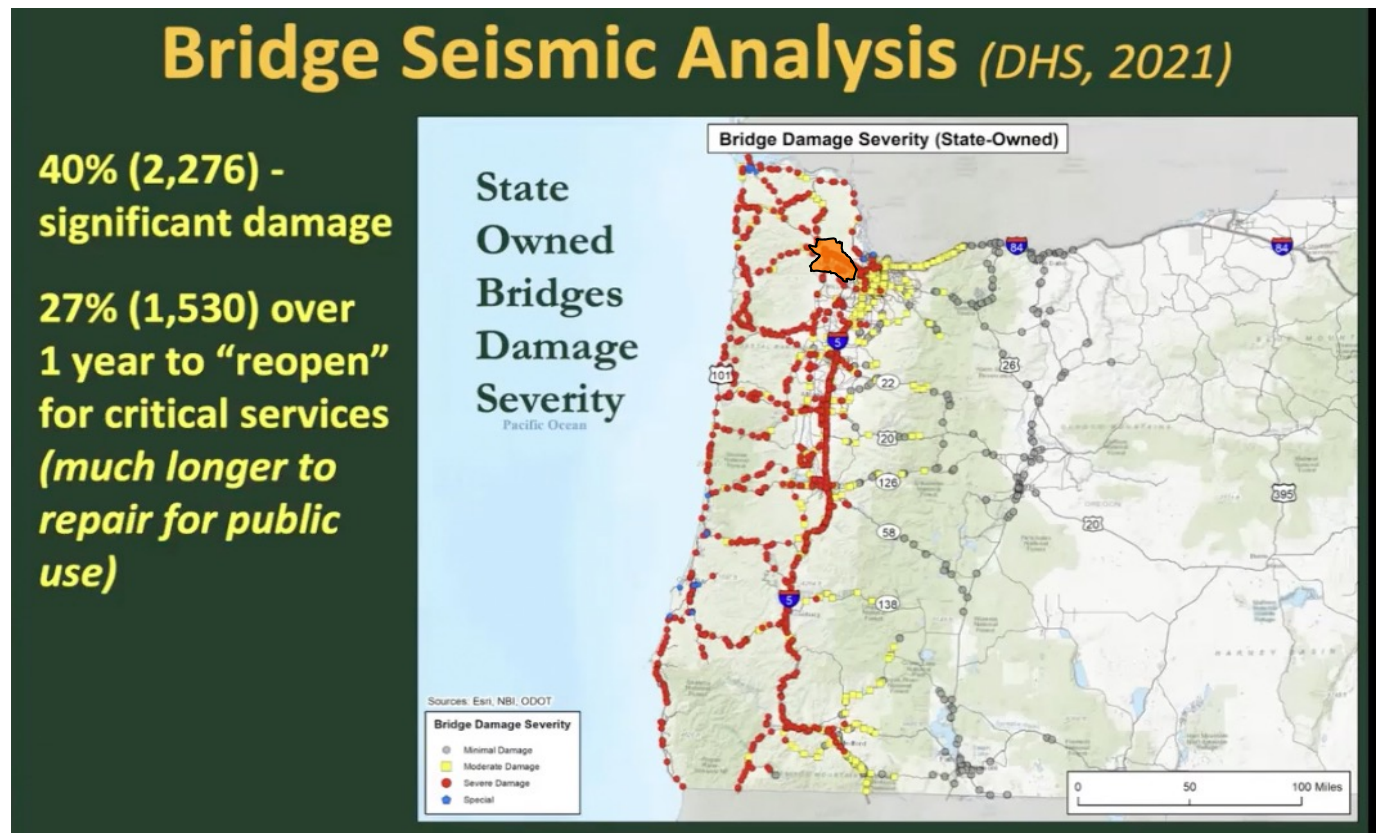 Bridge Seismic Analysis (DHS, 2021)
40% (2,276) -
significant damage
27% (1,530) over
1 year to “reopen”
for critical services
(much longer to
repair for public
use)
Bridge Damage Severity (State-Owned)
State
Owned
Bridges
Damage
Severity
Pacific Ocean
84
84
5
101
26
22
20
126
395
20
58
OREGON
5
138
HARNEY BASIN
Sources: Esri, NBI, ODOT
Bridge Damage Severity
Minimal Damage
Moderate Damage
Severe Damage
Special
0 50 100 Miles